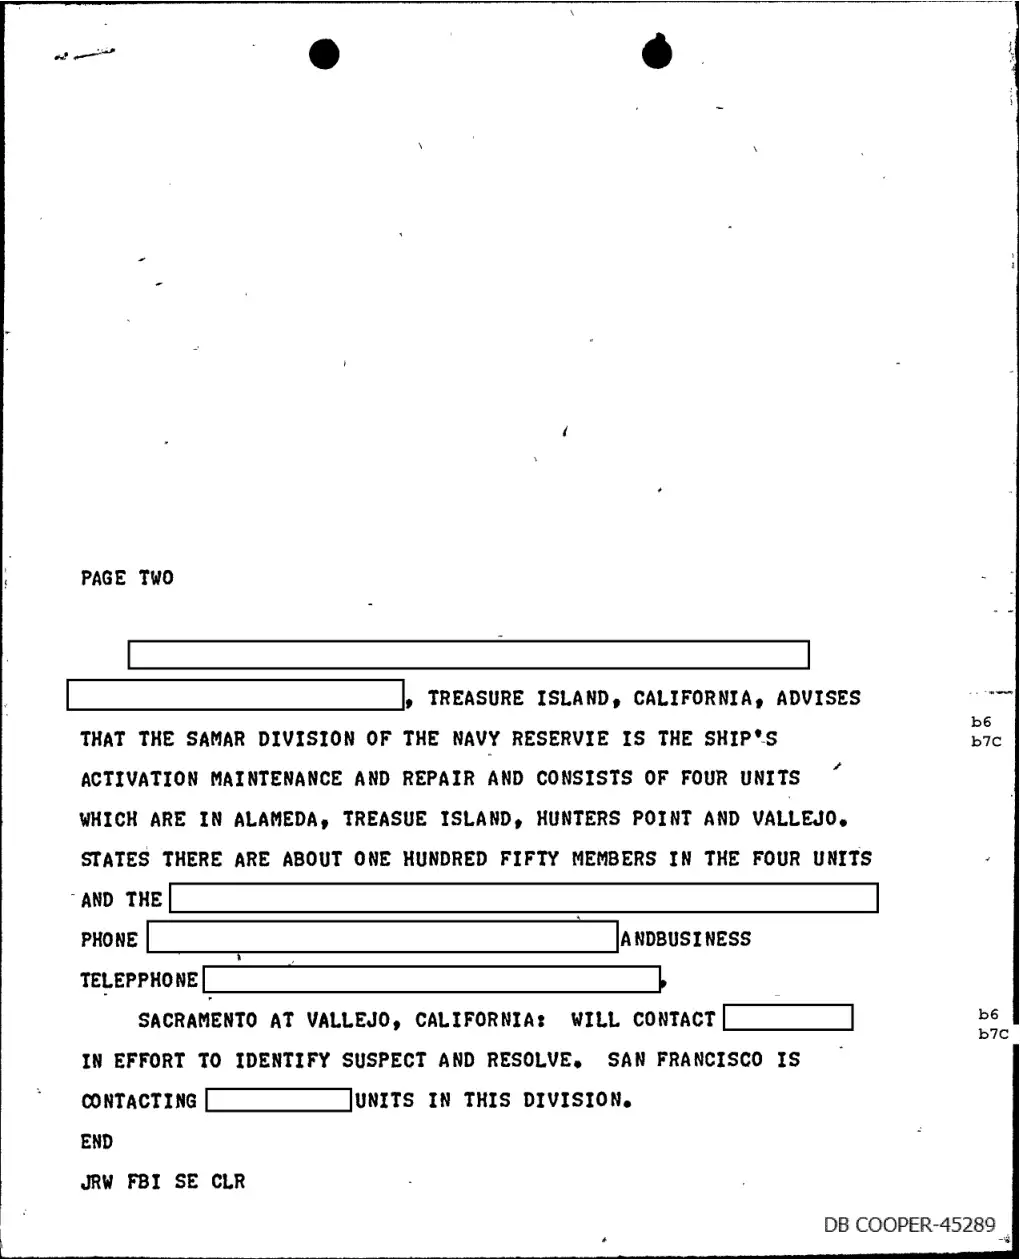 PAGE TWO
, TREASURE ISLAND, CALIFORNIA, ADVISES
b6
THAT THE SAMAR DIVISION OF THE NAVY RESERVIE IS THE SHIP'S
b7C
ACTIVATION MAINTENANCE AND REPAIR AND CONSISTS OF FOUR UNITS
WHICH ARE IN ALAMEDA, TREASUE ISLAND, HUNTERS POINT AND VALLEJO.
STATES THERE ARE ABOUT ONE HUNDRED FIFTY MEMBERS IN THE FOUR UNITS
AND THE
PHONE ANDBUSINESS
TELEPPHONE .
SACRAMENTO AT VALLEJO, CALIFORNIA: WILL CONTACT
b6
b7C
IN EFFORT TO IDENTIFY SUSPECT AND RESOLVE. SAN FRANCISCO IS
CONTACTING UNITS IN THIS DIVISION.
END
JRW FBI SE CLR
DB COOPER-45289